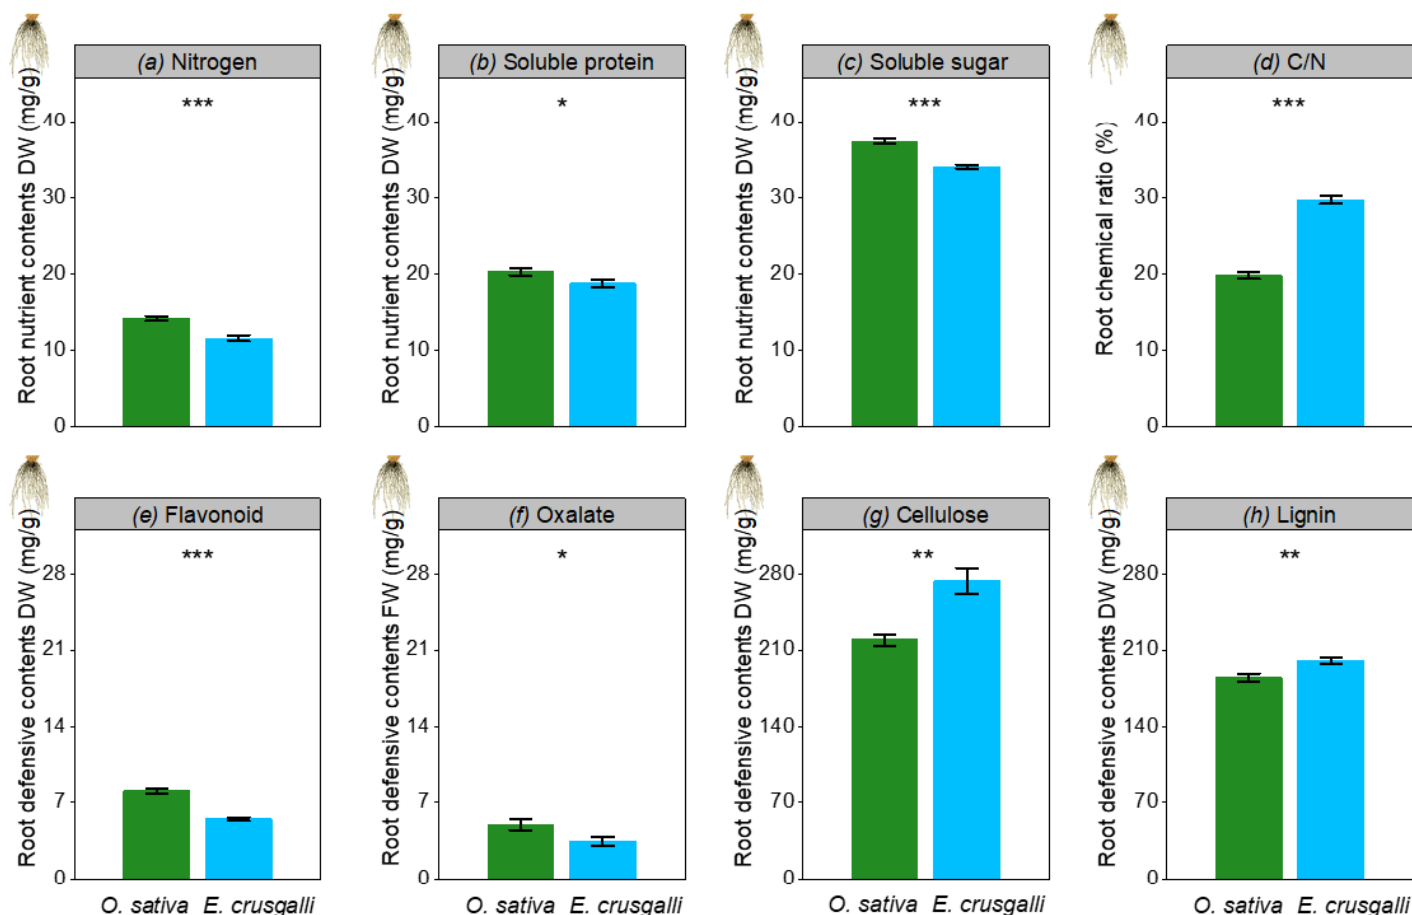 (a) Nitrogen
***
Root nutrient contents DW (mg/g)
40
30
20
10
0
(b) Soluble protein
*
Root nutrient contents DW (mg/g)
40
30
20
10
0
(c) Soluble sugar
***
Root nutrient contents DW (mg/g)
40
30
20
10
0
(d) C/N
***
Root chemical ratio (%)
40
30
20
10
0
(e) Flavonoid
***
Root defensive contents DW (mg/g)
28
21
14
7
0
O. sativa E. crusgalli
(f) Oxalate
*
Root defensive contents FW (mg/g)
28
21
14
7
0
O. sativa E. crusgalli
(g) Cellulose
**
Root defensive contents DW (mg/g)
280
210
140
70
0
O. sativa E. crusgalli
(h) Lignin
**
Root defensive contents DW (mg/g)
280
210
140
70
0
O. sativa E. crusgalli